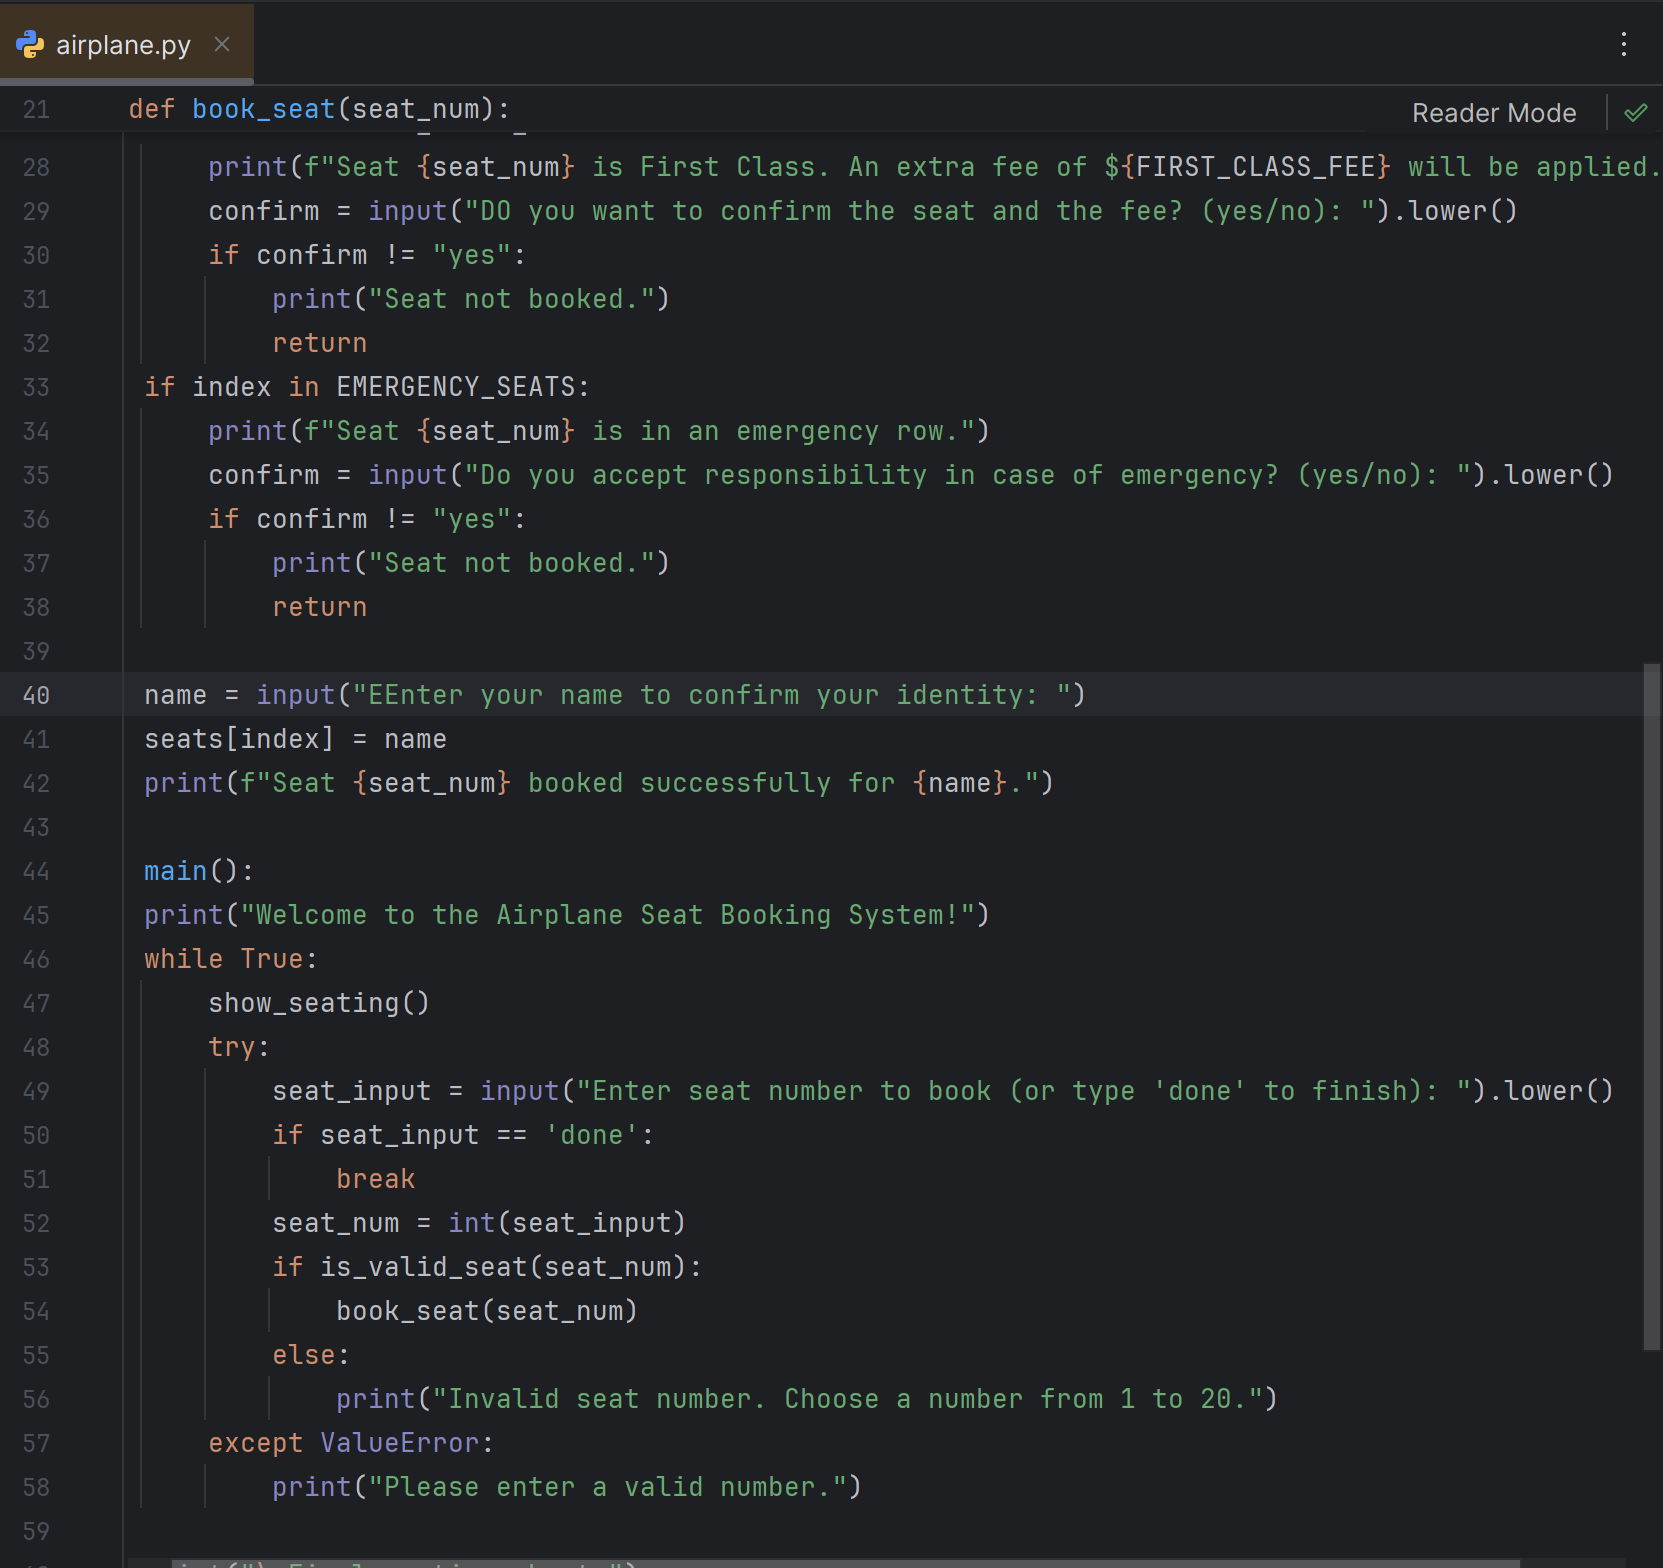 airplane.py
21 def book_seat(seat_num):
Reader Mode
28 print(f"Seat {seat_num} is First Class. An extra fee of ${FIRST_CLASS_FEE} will be applied.
29 confirm = input("DO you want to confirm the seat and the fee? (yes/no): ").lower()
30 if confirm != "yes":
31 print("Seat not booked.")
32 return
33 if index in EMERGENCY_SEATS:
34 print(f"Seat {seat_num} is in an emergency row.")
35 confirm = input("Do you accept responsibility in case of emergency? (yes/no): ").lower()
36 if confirm != "yes":
37 print("Seat not booked.")
38 return
39
40 name = input("EEnter your name to confirm your identity: ")
41 seats[index] = name
42 print(f"Seat {seat_num} booked successfully for {name}.")
43
44 main():
45 print("Welcome to the Airplane Seat Booking System!")
46 while True:
47 show_seating()
48 try:
49 seat_input = input("Enter seat number to book (or type 'done' to finish): ").lower()
50 if seat_input == 'done':
51 break
52 seat_num = int(seat_input)
53 if is_valid_seat(seat_num):
54 book_seat(seat_num)
55 else:
56 print("Invalid seat number. Choose a number from 1 to 20.")
57 except ValueError:
58 print("Please enter a valid number.")
59